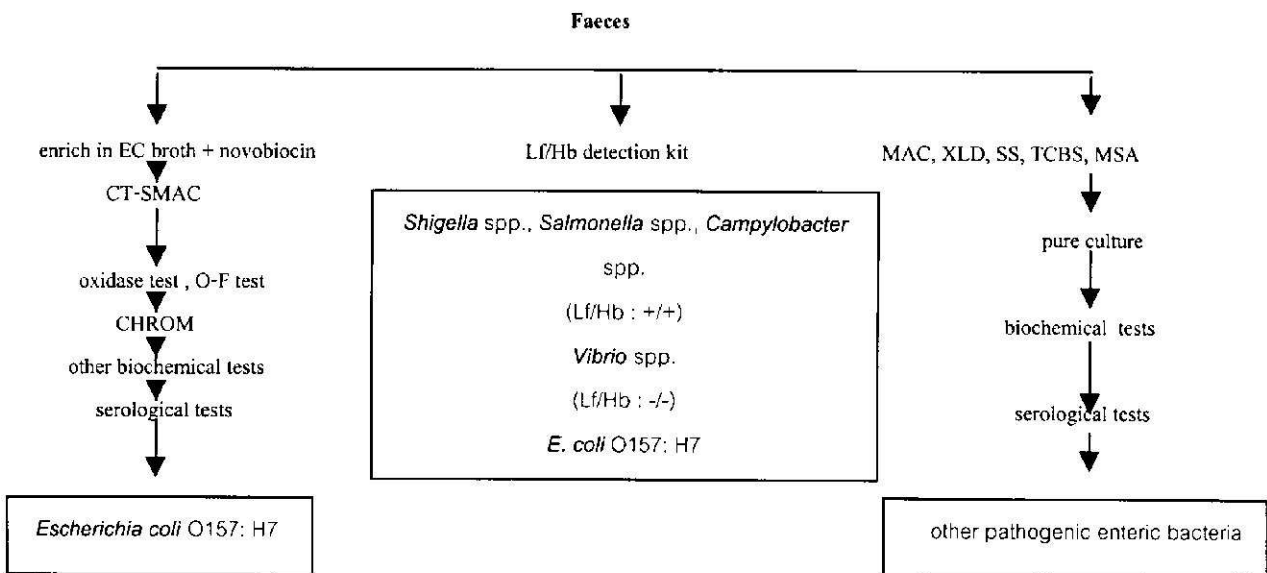 Faeces
enrich in EC broth + novobiocin
CT-SMAC
oxidase test , O-F test
CHROM
other biochemical tests
serological tests
Escherichia coli O157: H7
Lf/Hb detection kit
Shigella spp., Salmonella spp., Campylobacter
spp.
(Lf/Hb : +/+)
Vibrio spp.
(Lf/Hb : -/-)
E. coli O157: H7
MAC, XLD, SS, TCBS, MSA
pure culture
biochemical tests
serological tests
other pathogenic enteric bacteria